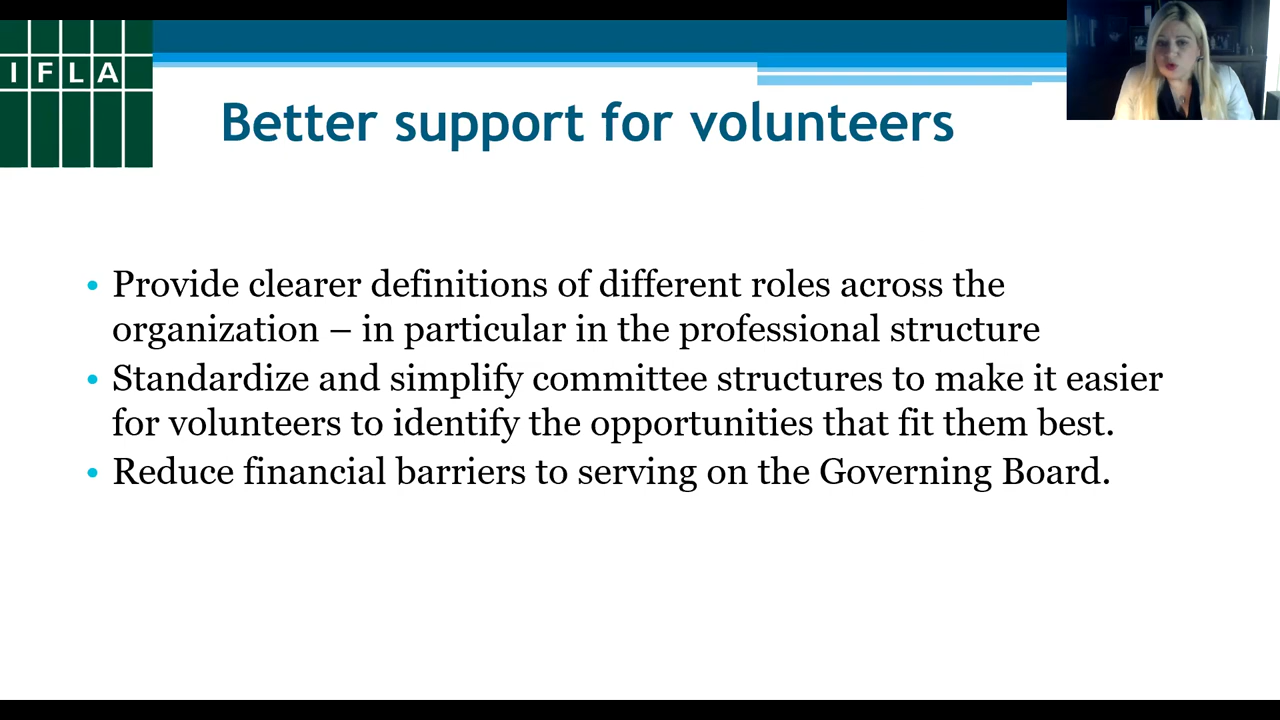 IFLA
Better support for volunteers
• Provide clearer definitions of different roles across the
organization – in particular in the professional structure
• Standardize and simplify committee structures to make it easier
for volunteers to identify the opportunities that fit them best.
• Reduce financial barriers to serving on the Governing Board.